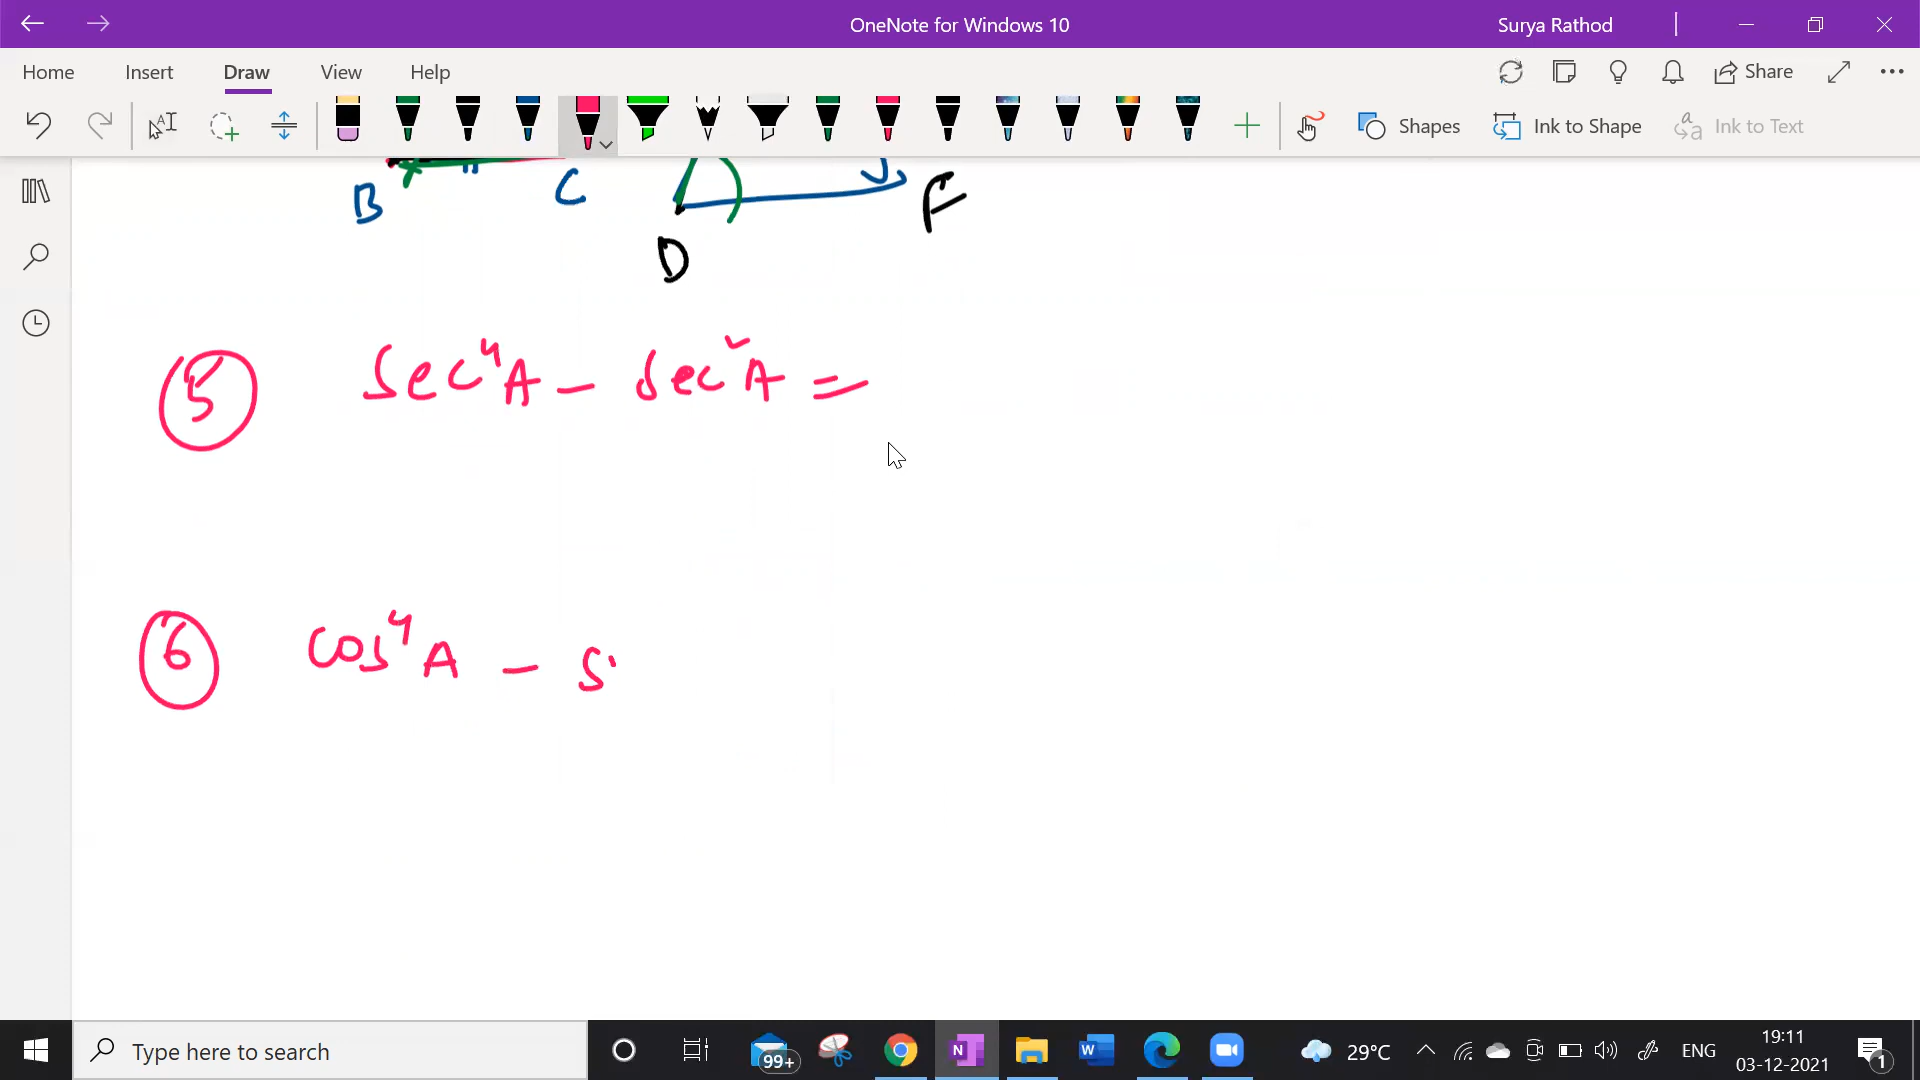 OneNote for Windows 10
Surya Rathod
Home Insert Draw View Help
Share
Shapes Ink to Shape Ink to Text
B C F
D
5 Sec⁴A - Sec²A =
6 Cos⁴A - s
Type here to search
99+
29°C
ENG
19:11
03-12-2021
1